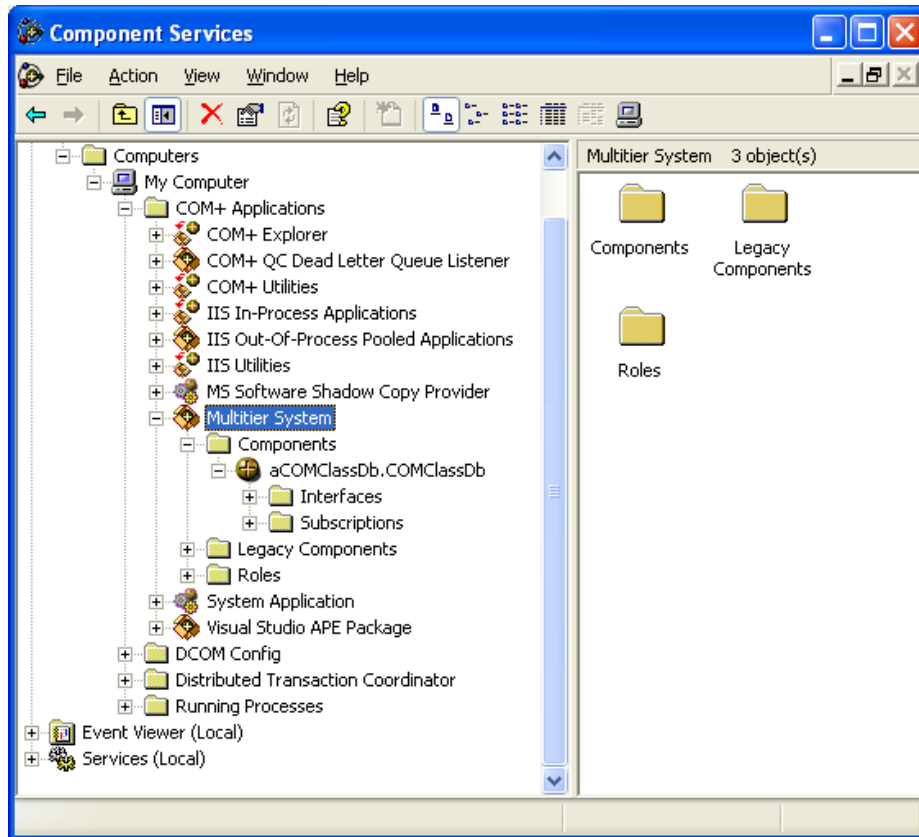 Component Services
File Action View Window Help
Computers
My Computer
COM+ Applications
COM+ Explorer
COM+ QC Dead Letter Queue Listener
COM+ Utilities
IIS In-Process Applications
IIS Out-Of-Process Pooled Applications
IIS Utilities
MS Software Shadow Copy Provider
Multitier System
Components
aCOMClassDb.COMClassDb
Interfaces
Subscriptions
Legacy Components
Roles
System Application
Visual Studio APE Package
DCOM Config
Distributed Transaction Coordinator
Running Processes
Event Viewer (Local)
Services (Local)
Multitier System 3 object(s)
Components
Legacy
Components
Roles